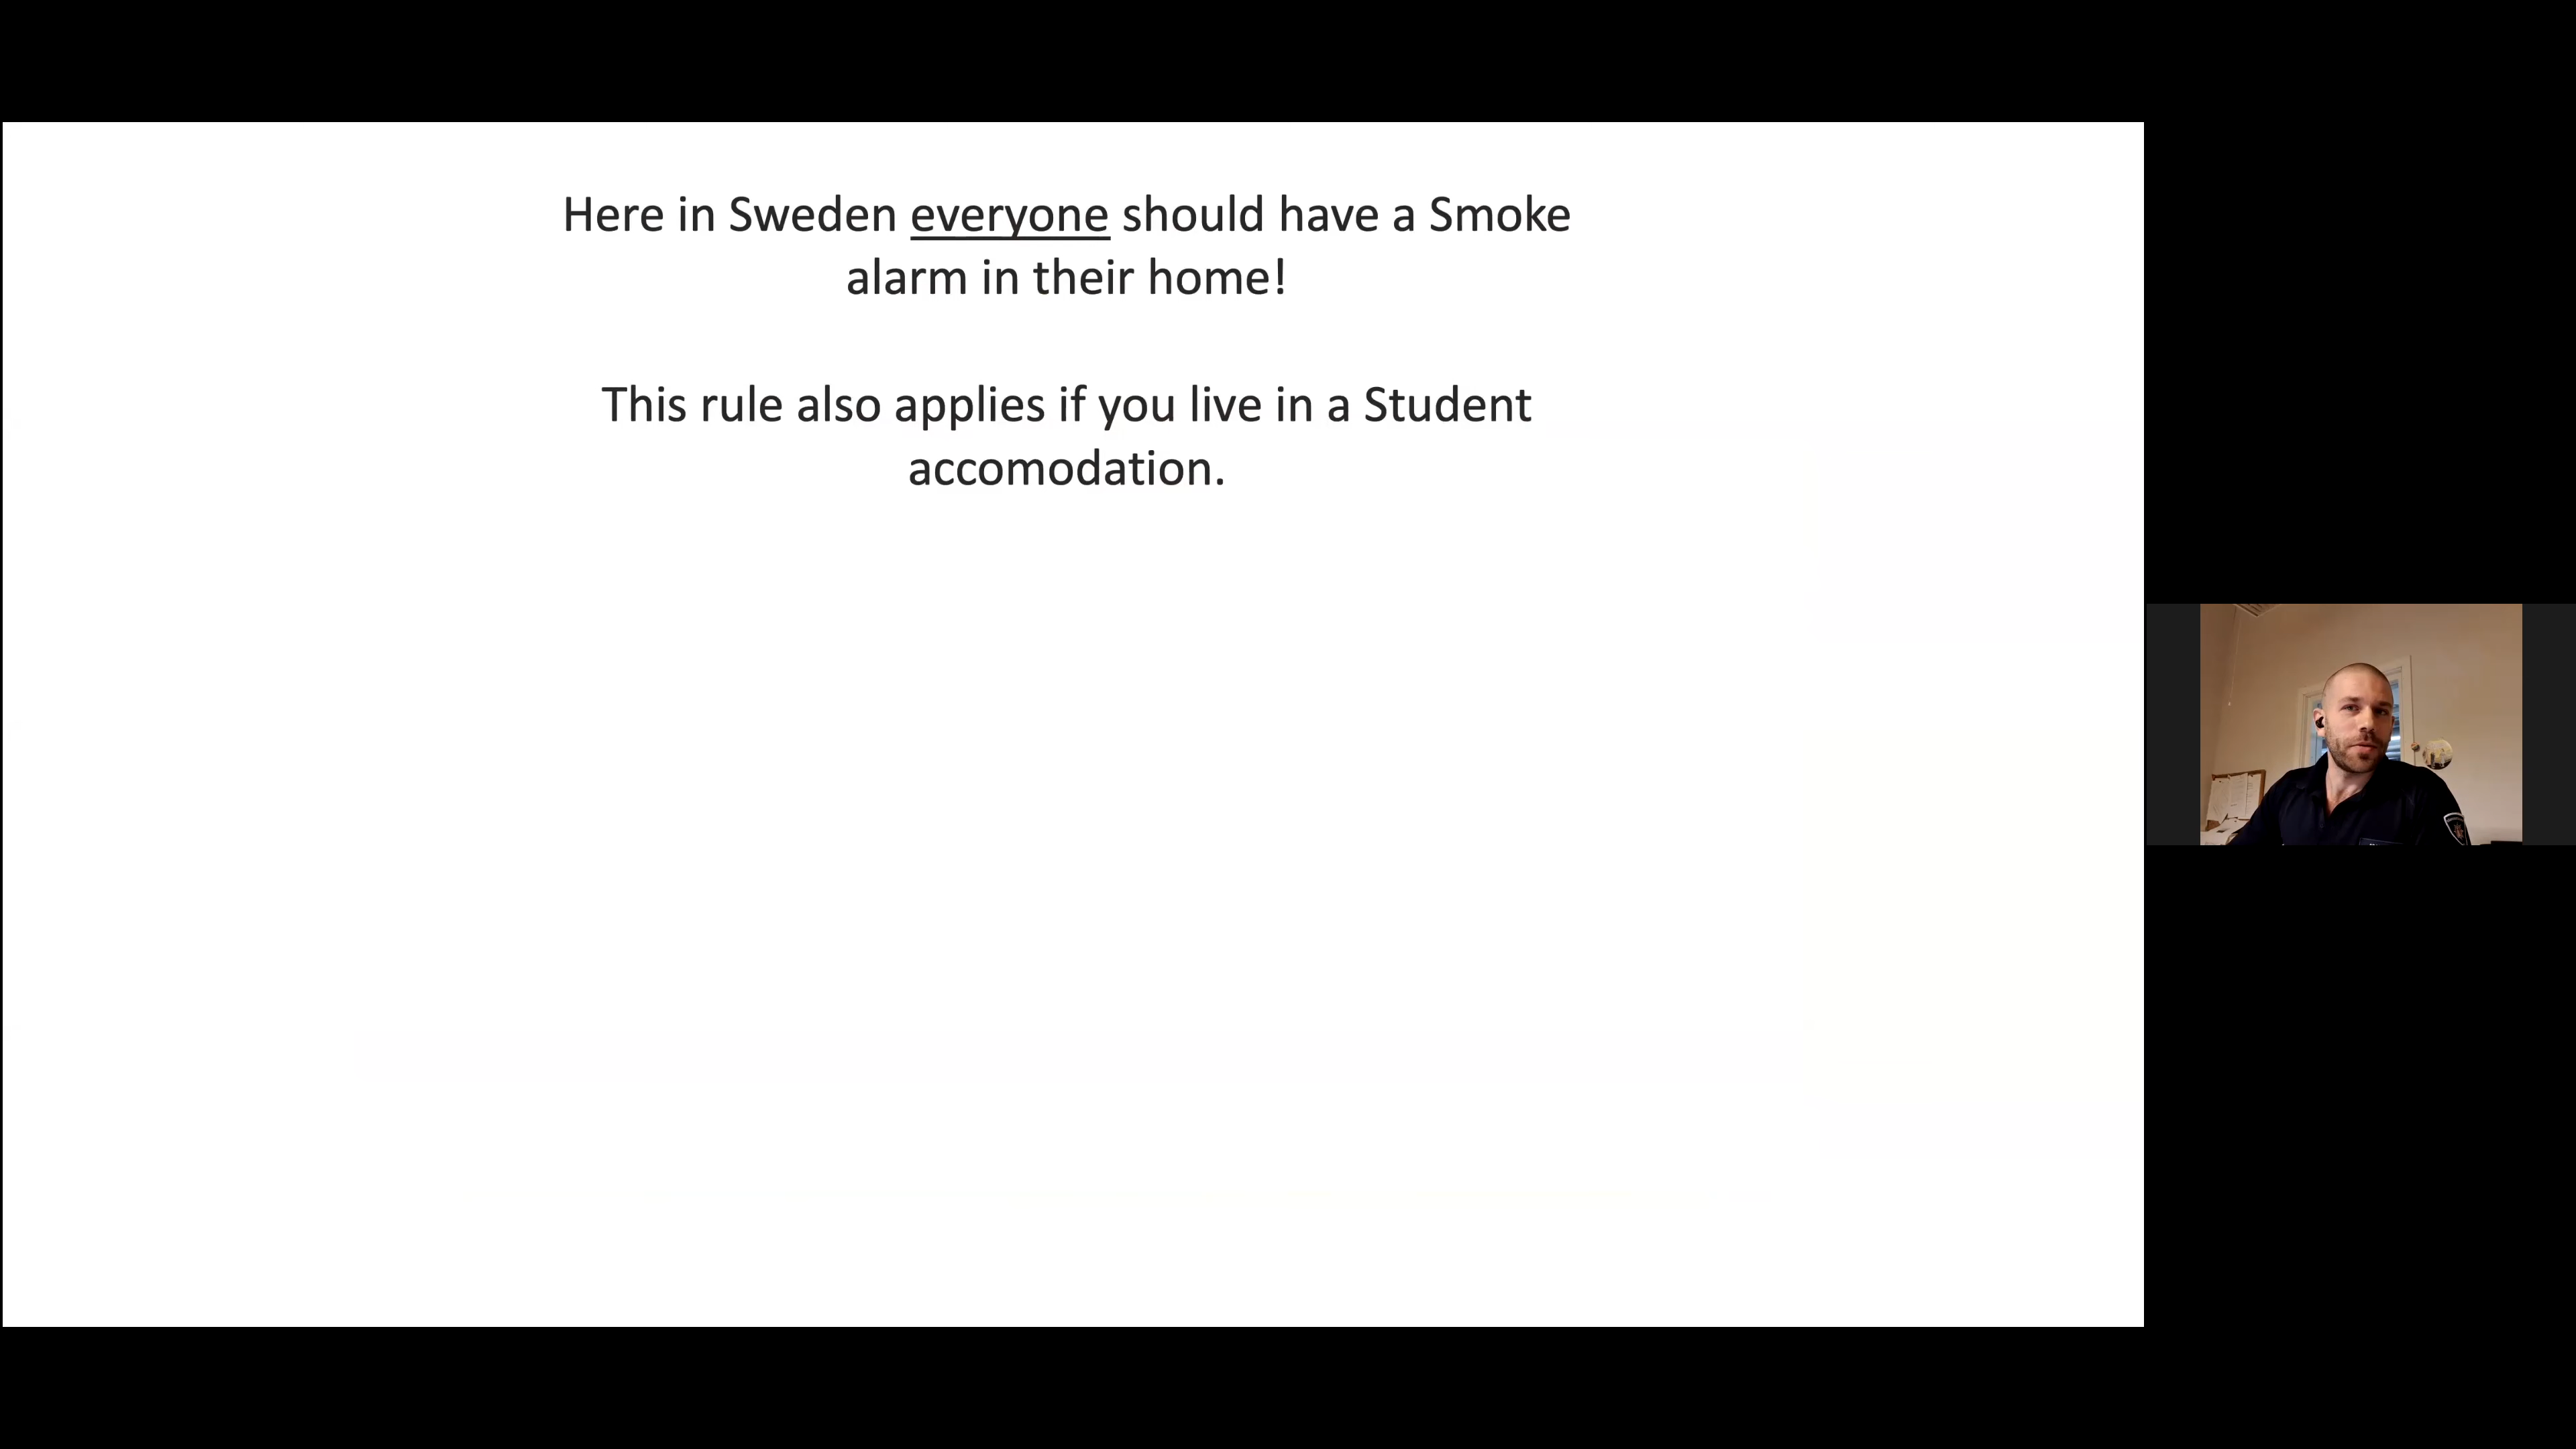 Here in Sweden everyone should have a Smoke
alarm in their home!
This rule also applies if you live in a Student
accomodation.